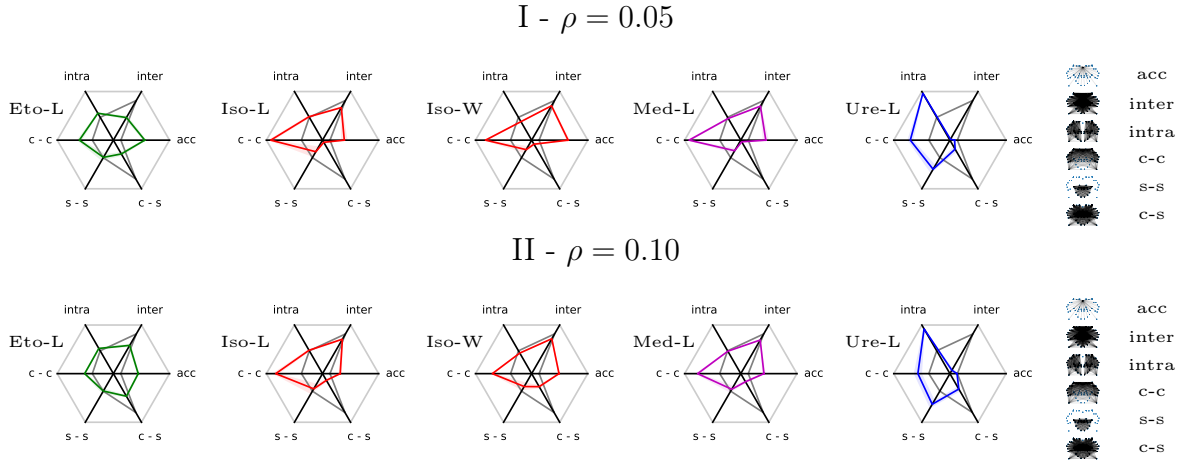 I - ρ = 0.05
intra inter intra inter intra inter intra inter intra inter acc
Eto-L Iso-L Iso-W Med-L Ure-L inter
intra
c - c acc c - c acc c - c acc c - c acc c - c acc c-c
s-s
s - s c - s s - s c - s s - s c - s s - s c - s s - s c - s c-s
II - ρ = 0.10
intra inter intra inter intra inter intra inter intra inter acc
Eto-L Iso-L Iso-W Med-L Ure-L inter
intra
c - c acc c - c acc c - c acc c - c acc c - c acc c-c
s-s
s - s c - s s - s c - s s - s c - s s - s c - s s - s c - s c-s